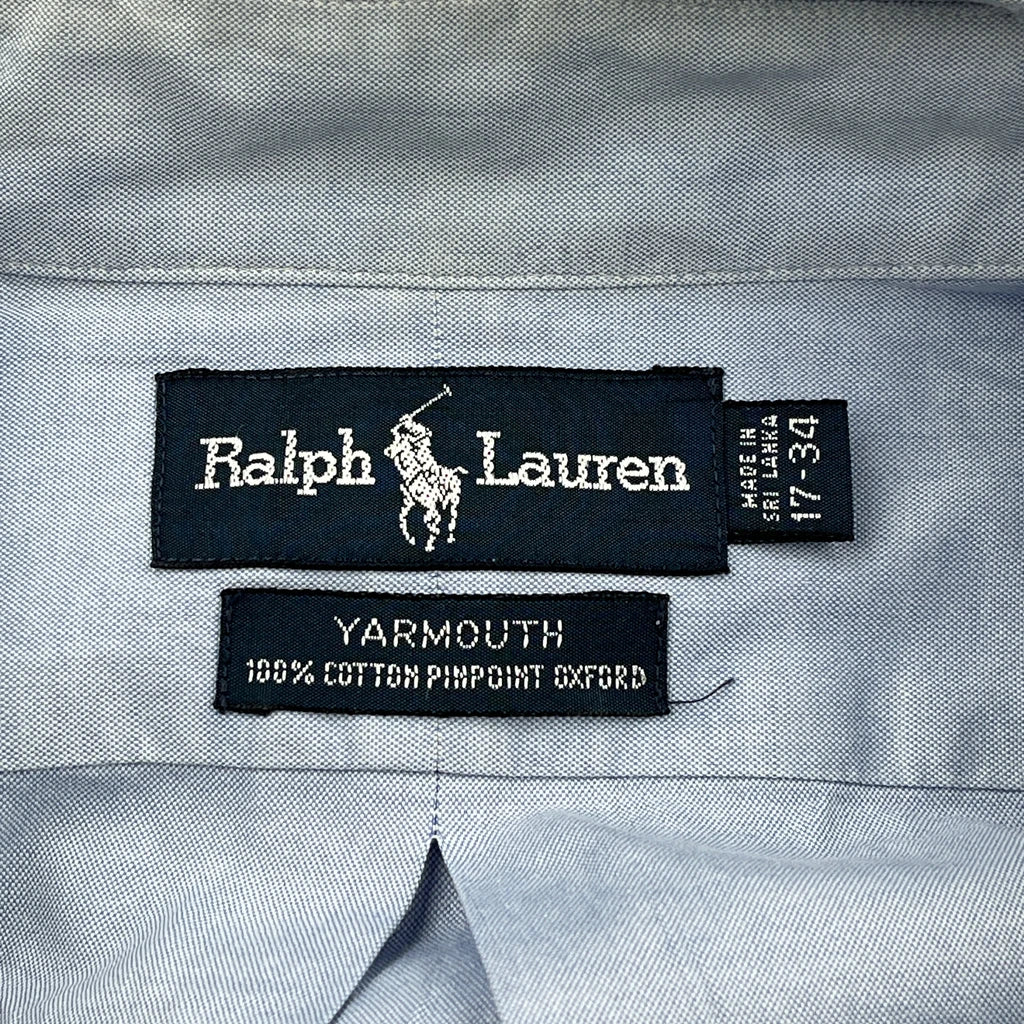 Ralph Lauren
MADE IN
SRI LANKA
17-34
YARMOUTH
100% COTTON PINPOINT OXFORD